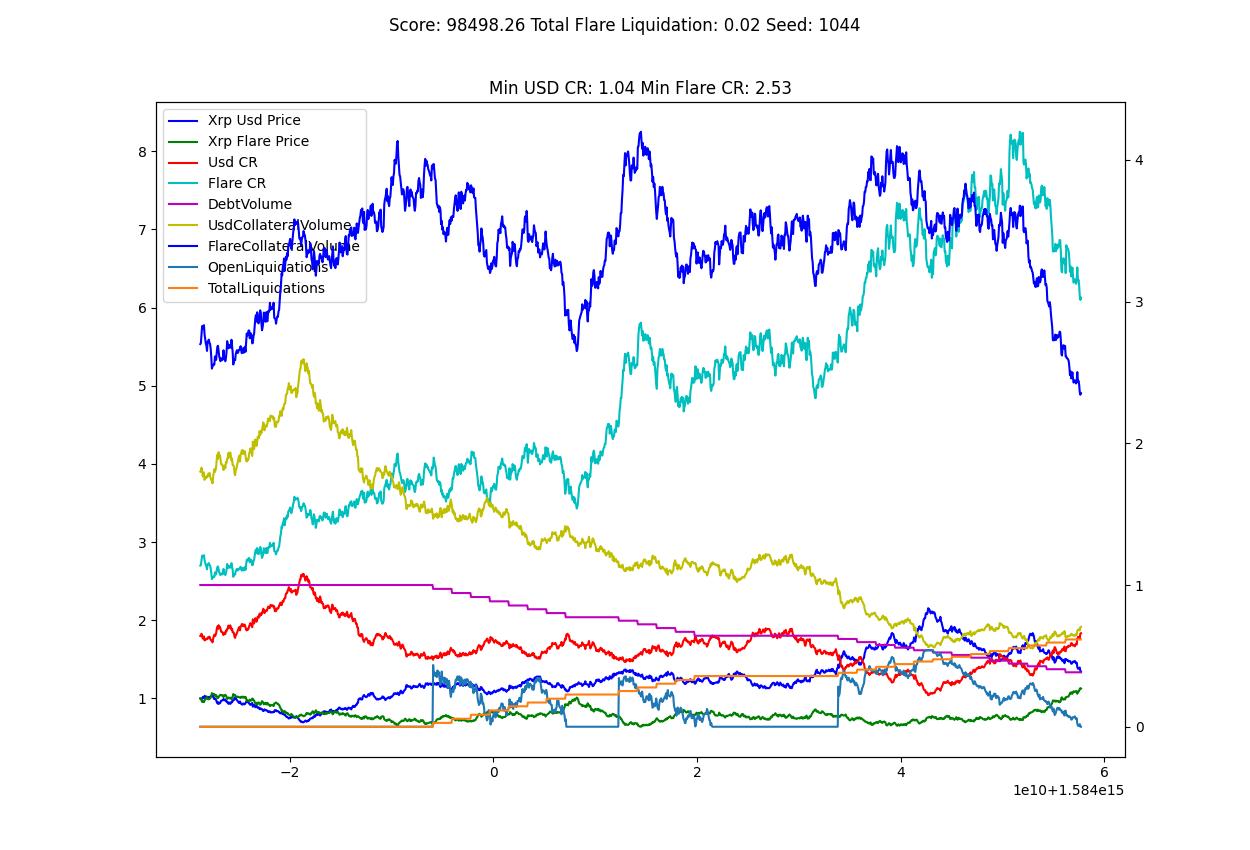 Score: 98498.26 Total Flare Liquidation: 0.02 Seed: 1044
Min USD CR: 1.04 Min Flare CR: 2.53
Xrp Usd Price
Xrp Flare Price
Usd CR
Flare CR
DebtVolume
UsdCollateralVolume
FlareCollateralVolume
OpenLiquidations
TotalLiquidations
8
7
6
5
4
3
2
1
4
3
2
1
0
−2
0
2
4
6
1e10+1.584e15